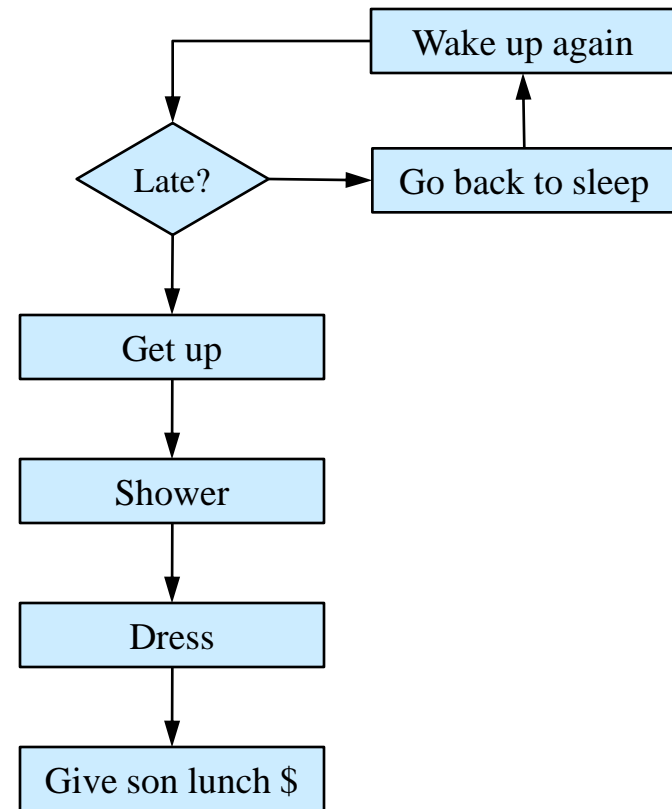 Wake up again
Late?
Go back to sleep
Get up
Shower
Dress
Give son lunch $